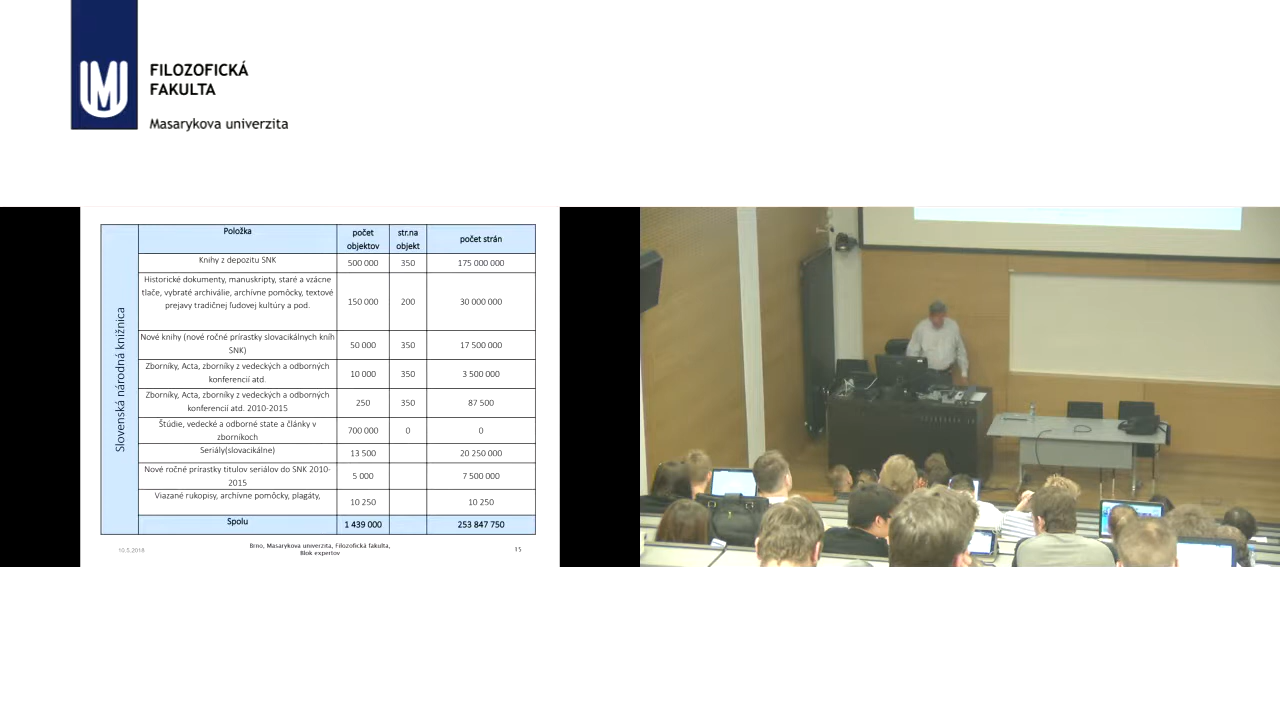 FILOZOFICKÁ
FAKULTA
Masarykova univerzita
Slovenská národná knižnica
Položka
počet
objektov
str.na
objekt
počet strán
Knihy z depozitu SNK
500 000
350
175 000 000
Historické dokumenty, manuskripty, staré a vzácne
tlače, vybraté archiválie, archívne pomôcky, textové
prejavy tradičnej ľudovej kultúry a pod.
150 000
200
30 000 000
Nové knihy (nové ročné prírastky slovacikálnych kníh
SNK)
50 000
350
17 500 000
Zborníky, Acta, zborníky z vedeckých a odborných
konferencií atď.
10 000
350
3 500 000
Zborníky, Acta, zborníky z vedeckých a odborných
konferencií atď. 2010-2015
250
350
87 500
Štúdie, vedecké a odborné state a články v
zborníkoch
700 000
0
0
Seriály(slovacikálne)
13 500
20 250 000
Nové ročné prírastky titulov seriálov do SNK 2010-
2015
5 000
7 500 000
Viazané rukopisy, archívne pomôcky, plagáty,
10 250
10 250
Spolu
1 439 000
253 847 750
10.5.2018
Brno, Masarykova univerzita, Filozofická fakulta,
Blok expertov
15